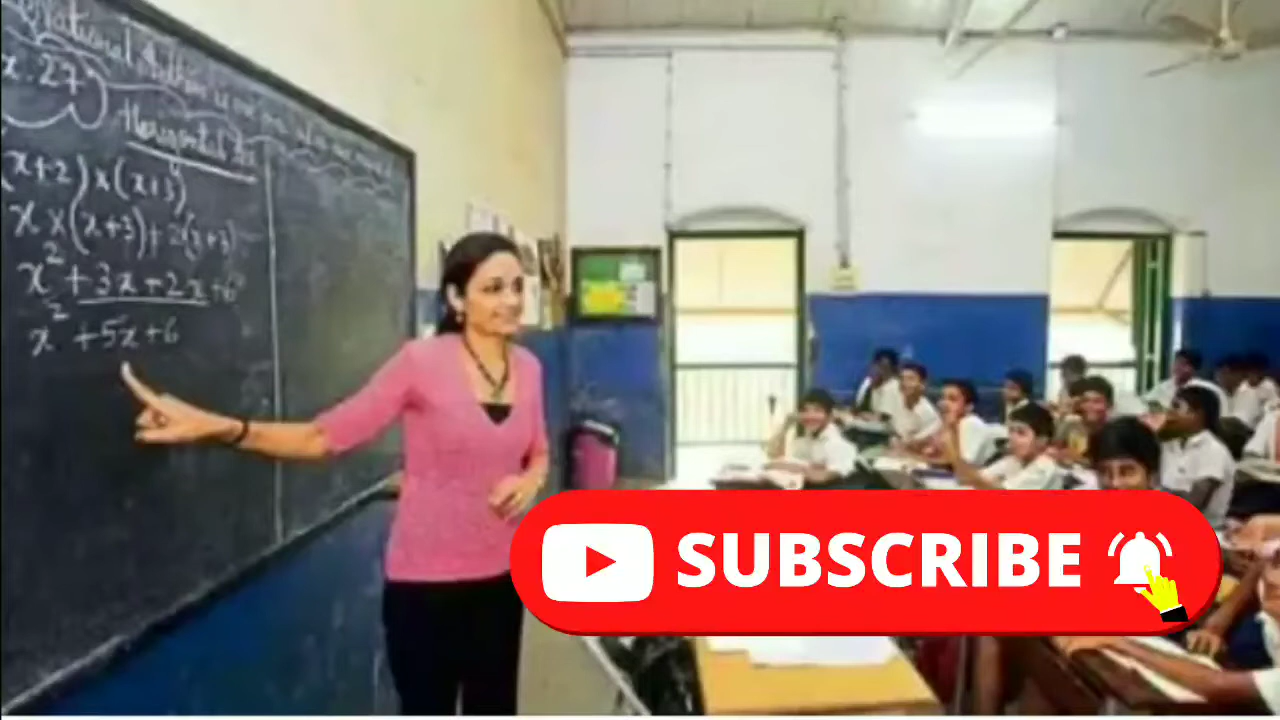 x.27
Horizontal
(x+2)×(x+3)
x×(x+3)+2(x+3)
x²+3x+2x+6
x²+5x+6
SUBSCRIBE